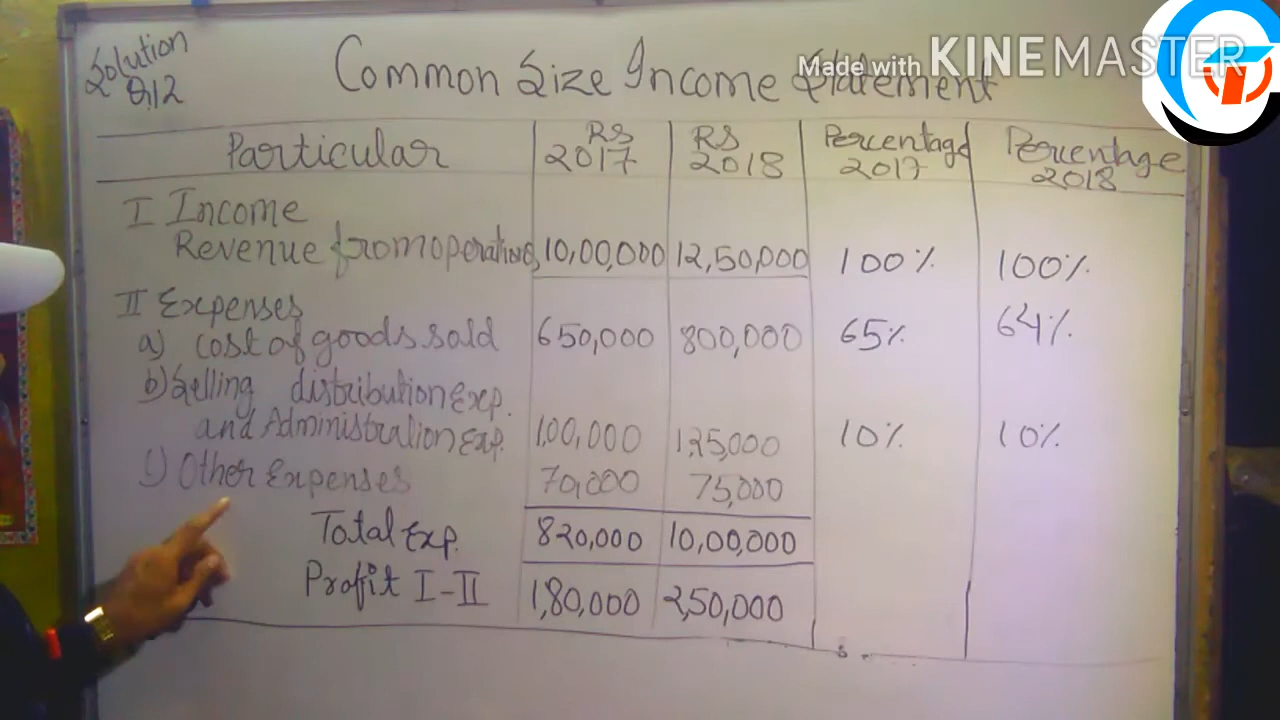 Solution
Q.12
Common Size Income Statement
Made with KINEMASTER
Particular RS 2017 RS 2018 Percentage 2017 Percentage 2018
I Income
Revenue from operations 10,00,000 12,50,000 100% 100%
II Expenses
a) Cost of goods sold 650,000 800,000 65% 64%
b) Selling distribution Exp.
and Administration Exp. 1,00,000 1,25,000 10% 10%
c) Other Expenses 70,000 75,000
Total Exp. 820,000 10,00,000
Profit I-II 1,80,000 2,50,000